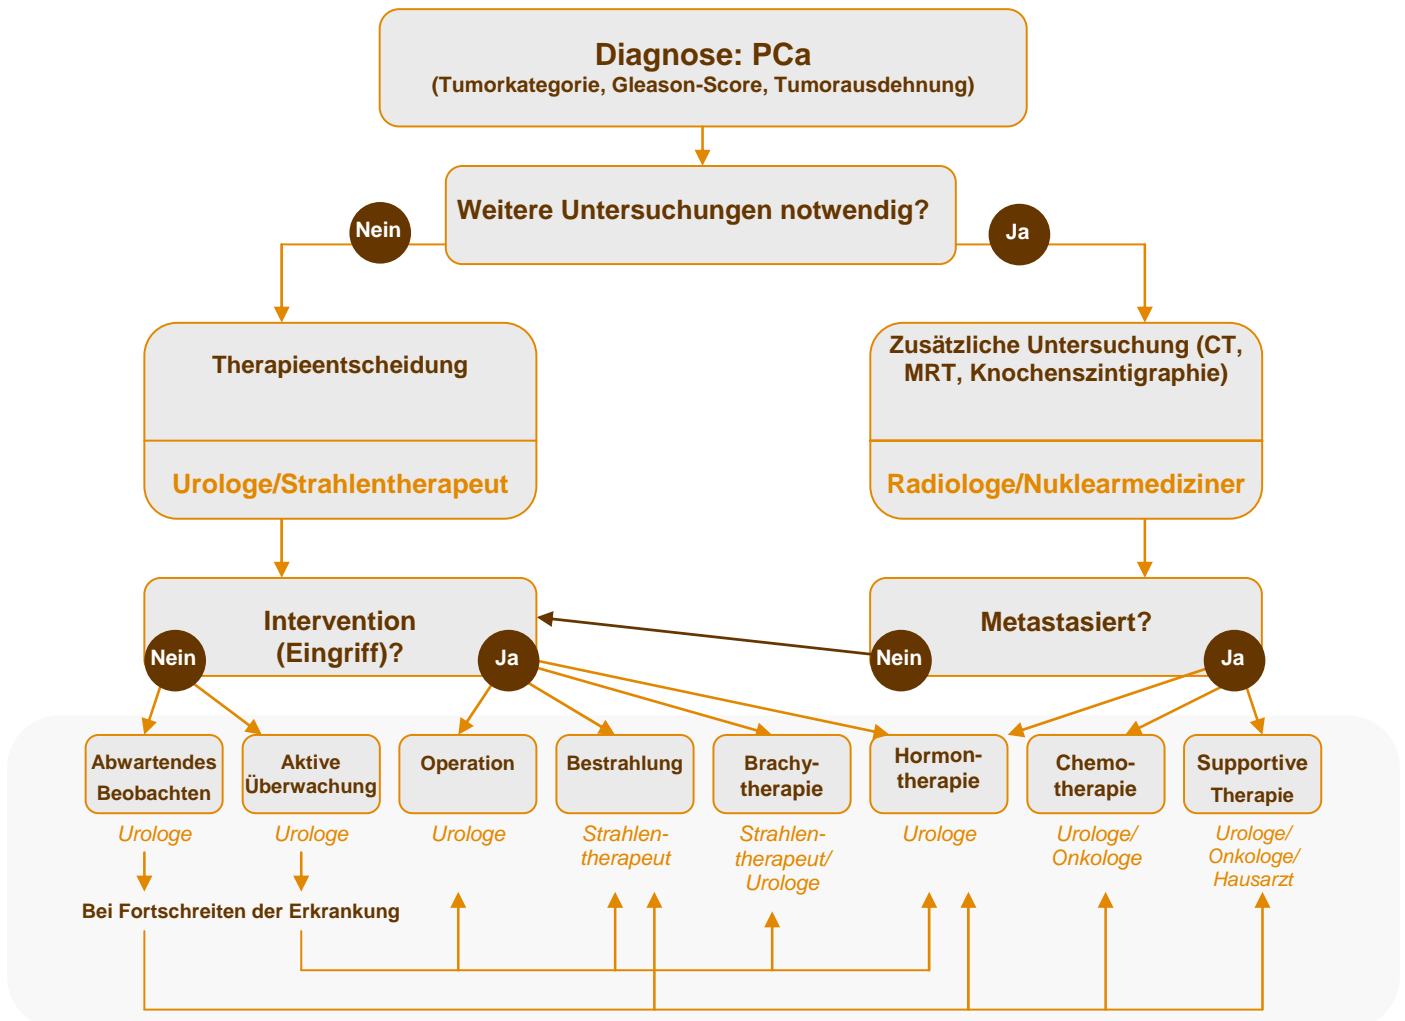 Diagnose: PCa
(Tumorkategorie, Gleason-Score, Tumorausdehnung)
Weitere Untersuchungen notwendig?
Nein
Ja
Therapieentscheidung
Urologe/Strahlentherapeut
Zusätzliche Untersuchung (CT,
MRT, Knochenszintigraphie)
Radiologe/Nuklearmediziner
Intervention
(Eingriff)?
Nein
Ja
Metastasiert?
Nein
Ja
Abwartendes
Beobachten
Urologe
Aktive
Überwachung
Urologe
Operation
Urologe
Bestrahlung
Strahlen-
therapeut
Brachy-
therapie
Strahlen-
therapeut/
Urologe
Hormon-
therapie
Urologe
Chemo-
therapie
Urologe/
Onkologe
Supportive
Therapie
Urologe/
Onkologe/
Hausarzt
Bei Fortschreiten der Erkrankung